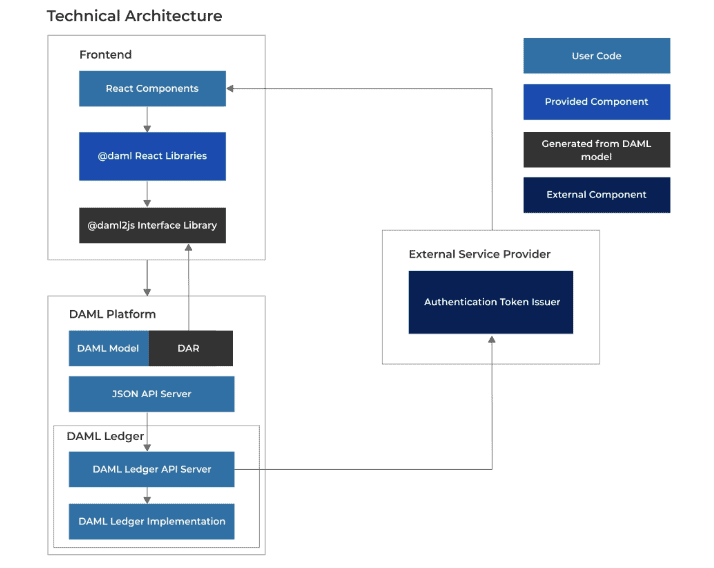 Technical Architecture
Frontend
React Components
@daml React Libraries
@daml2js Interface Library
DAML Platform
DAML Model
DAR
JSON API Server
DAML Ledger
DAML Ledger API Server
DAML Ledger Implementation
User Code
Provided Component
Generated from DAML
model
External Component
External Service Provider
Authentication Token Issuer